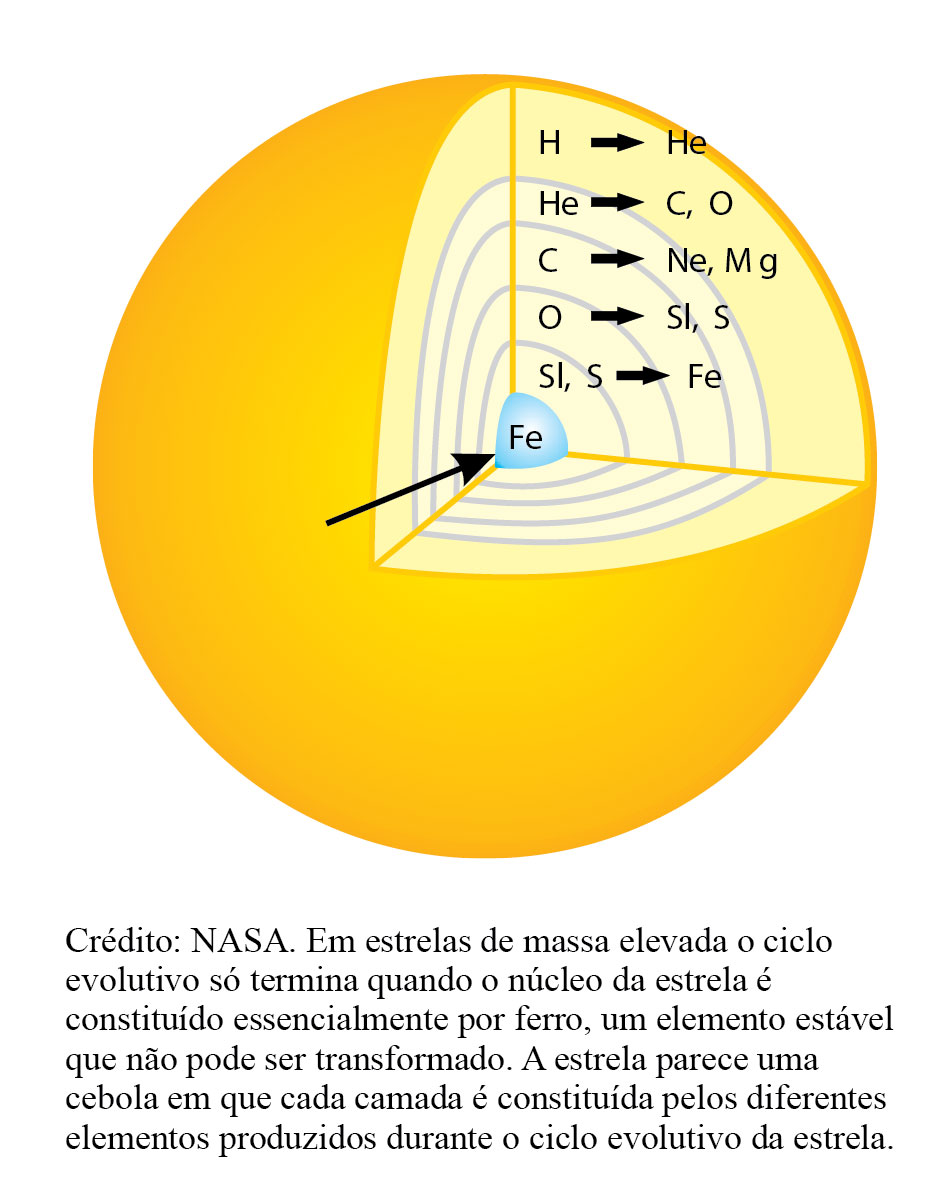 H → He
He → C, O
C → Ne, Mg
O → Sl, S
Sl, S → Fe
Fe
Crédito: NASA. Em estrelas de massa elevada o ciclo
evolutivo só termina quando o núcleo da estrela é
constituído essencialmente por ferro, um elemento estável
que não pode ser transformado. A estrela parece uma
cebola em que cada camada é constituída pelos diferentes
elementos produzidos durante o ciclo evolutivo da estrela.